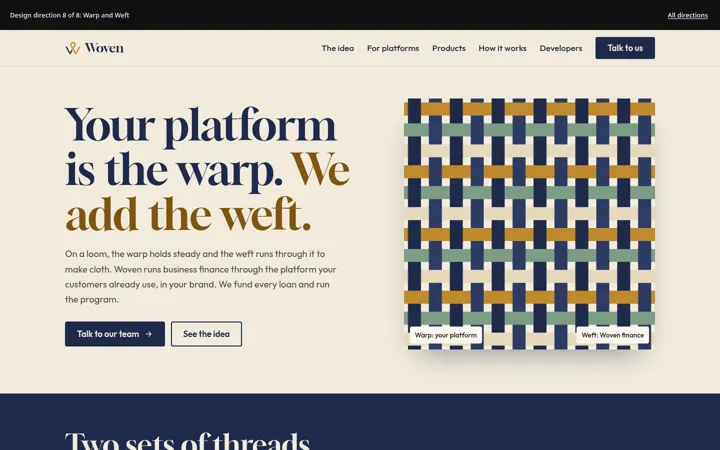 Design direction 8 of 8: Warp and Weft
All directions
Woven
The idea
For platforms
Products
How it works
Developers
Talk to us
Your platform
is the warp. We
add the weft.
On a loom, the warp holds steady and the weft runs through it to
make cloth. Woven runs business finance through the platform your
customers already use, in your brand. We fund every loan and run
the program.
Talk to our team →
See the idea
Warp: your platform
Weft: Woven finance
Two sets of threads